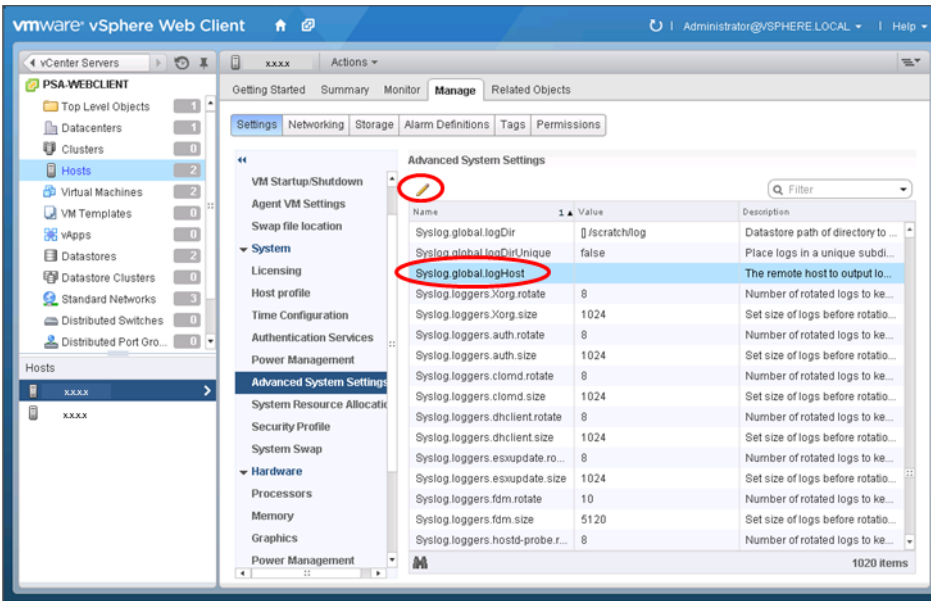 vmware® vSphere Web Client
Administrator@VSPHERE.LOCAL
Help
vCenter Servers
PSA-WEBCLIENT
Top Level Objects 1
Datacenters 1
Clusters 0
Hosts 2
Virtual Machines 2
VM Templates 0
vApps 0
Datastores 2
Datastore Clusters 0
Standard Networks 3
Distributed Switches 0
Distributed Port Gro... 0
Hosts
x.x.x.x
x.x.x.x
x.x.x.x Actions
Getting Started Summary Monitor Manage Related Objects
Settings Networking Storage Alarm Definitions Tags Permissions
VM Startup/Shutdown
Agent VM Settings
Swap file location
System
Licensing
Host profile
Time Configuration
Authentication Services
Power Management
Advanced System Settings
System Resource Allocatio
Security Profile
System Swap
Hardware
Processors
Memory
Graphics
Power Management
Advanced System Settings
Filter
Name 1 Value Description
Syslog.global.logDir [] /scratch/log Datastore path of directory to ...
Syslog.global.logDirUnique false Place logs in a unique subdi...
Syslog.global.logHost The remote host to output lo...
Syslog.loggers.Xorg.rotate 8 Number of rotated logs to ke...
Syslog.loggers.Xorg.size 1024 Set size of logs before rotatio...
Syslog.loggers.auth.rotate 8 Number of rotated logs to ke...
Syslog.loggers.auth.size 1024 Set size of logs before rotatio...
Syslog.loggers.clomd.rotate 8 Number of rotated logs to ke...
Syslog.loggers.clomd.size 1024 Set size of logs before rotatio...
Syslog.loggers.dhclient.rotate 8 Number of rotated logs to ke...
Syslog.loggers.dhclient.size 1024 Set size of logs before rotatio...
Syslog.loggers.esxupdate.ro... 8 Number of rotated logs to ke...
Syslog.loggers.esxupdate.size 1024 Set size of logs before rotatio...
Syslog.loggers.fdm.rotate 10 Number of rotated logs to ke...
Syslog.loggers.fdm.size 5120 Set size of logs before rotatio...
Syslog.loggers.hostd-probe.r... 8 Number of rotated logs to ke...
1020 items